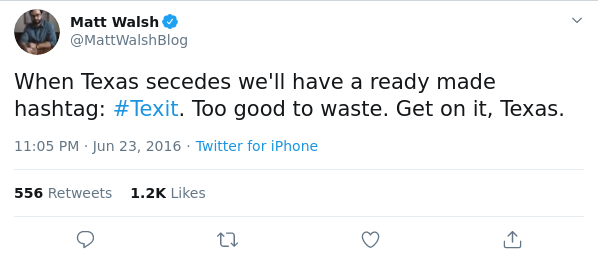 Matt Walsh
@MattWalshBlog
When Texas secedes we'll have a ready made
hashtag: #Texit. Too good to waste. Get on it, Texas.
11:05 PM · Jun 23, 2016 · Twitter for iPhone
556 Retweets 1.2K Likes